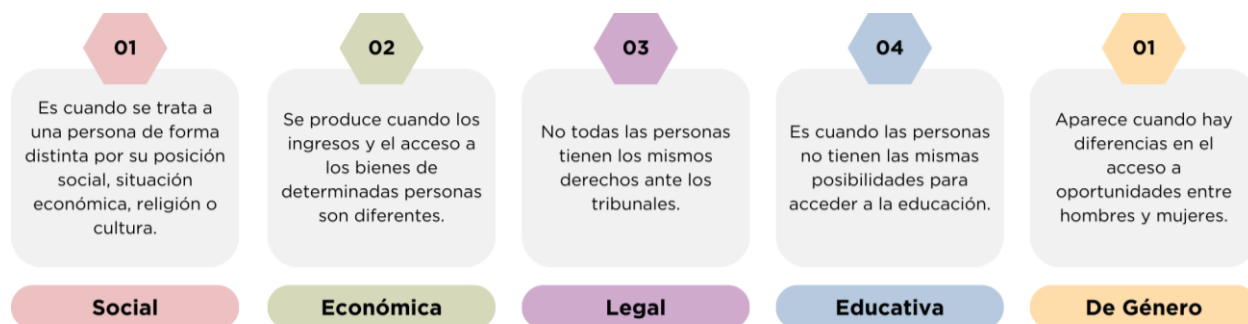 01
Es cuando se trata a
una persona de forma
distinta por su posición
social, situación
económica, religión o
cultura.
Social
02
Se produce cuando los
ingresos y el acceso a
los bienes de
determinadas personas
son diferentes.
Económica
03
No todas las personas
tienen los mismos
derechos ante los
tribunales.
Legal
04
Es cuando las personas
no tienen las mismas
posibilidades para
acceder a la educación.
Educativa
01
Aparece cuando hay
diferencias en el
acceso a
oportunidades entre
hombres y mujeres.
De Género